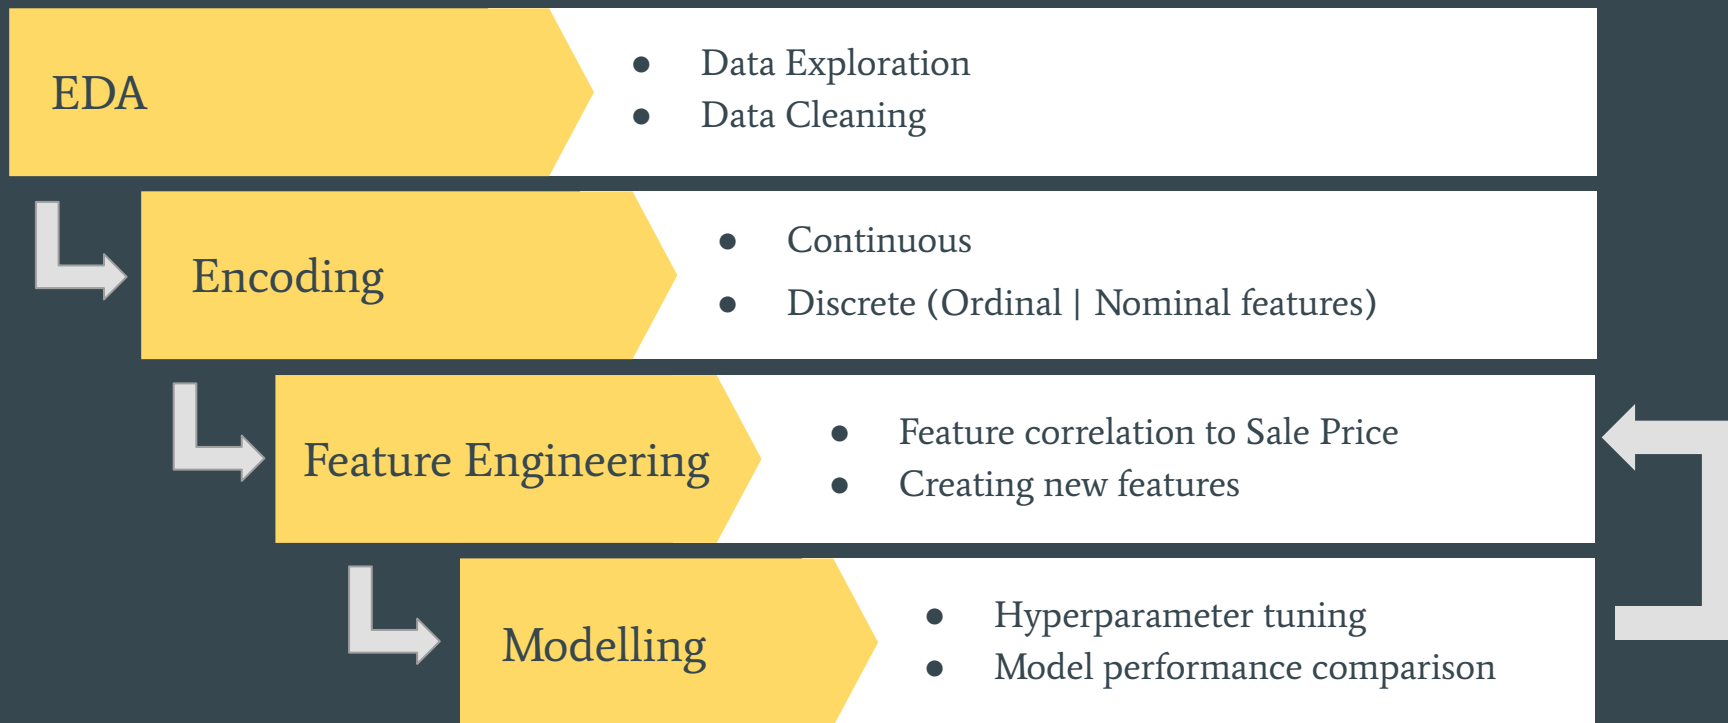 EDA
● Data Exploration
● Data Cleaning
Encoding
● Continuous
● Discrete (Ordinal | Nominal features)
Feature Engineering
● Feature correlation to Sale Price
● Creating new features
Modelling
● Hyperparameter tuning
● Model performance comparison